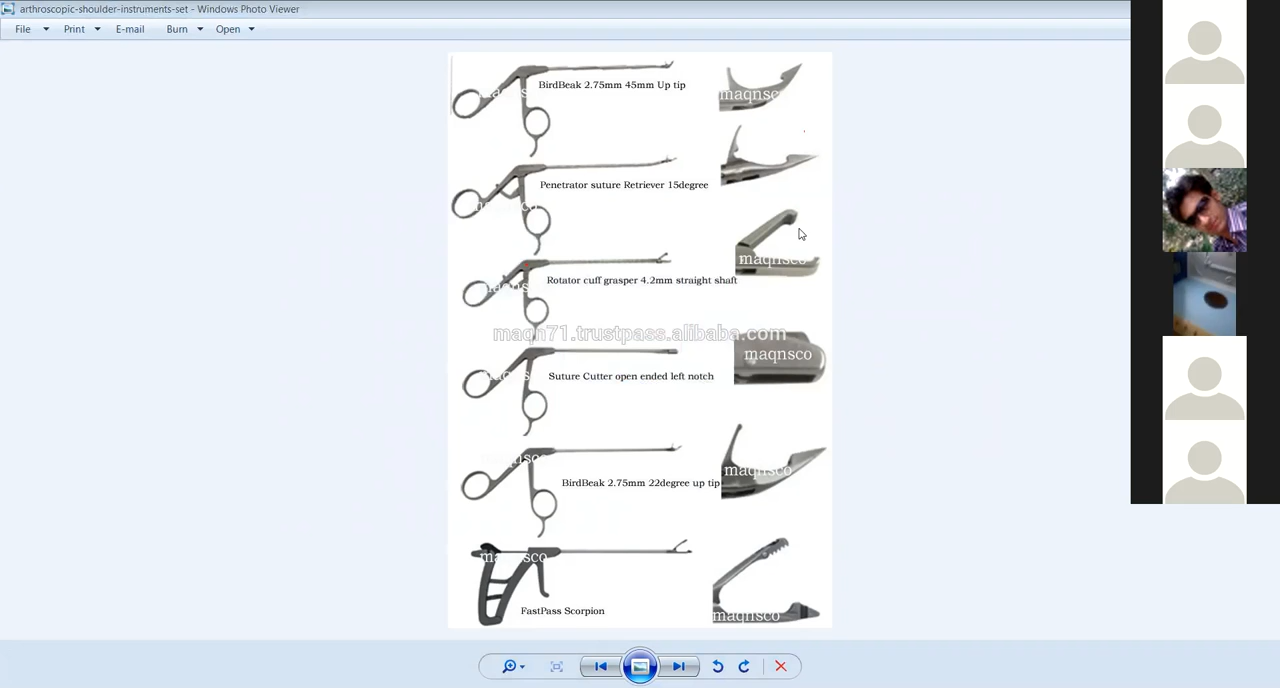 arthroscopic-shoulder-instruments-set - Windows Photo Viewer
File Print E-mail Burn Open
BirdBeak 2.75mm 45mm Up tip
maqnsco
Penetrator suture Retriever 15degree
maqnsco
Rotator cuff grasper 4.2mm straight shaft
maqn71.trustpass.alibaba.com
maqnsco
Suture Cutter open ended left notch
maqnsco
maqnsco
BirdBeak 2.75mm 22degree up tip
maqnsco
FastPass Scorpion
maqnsco